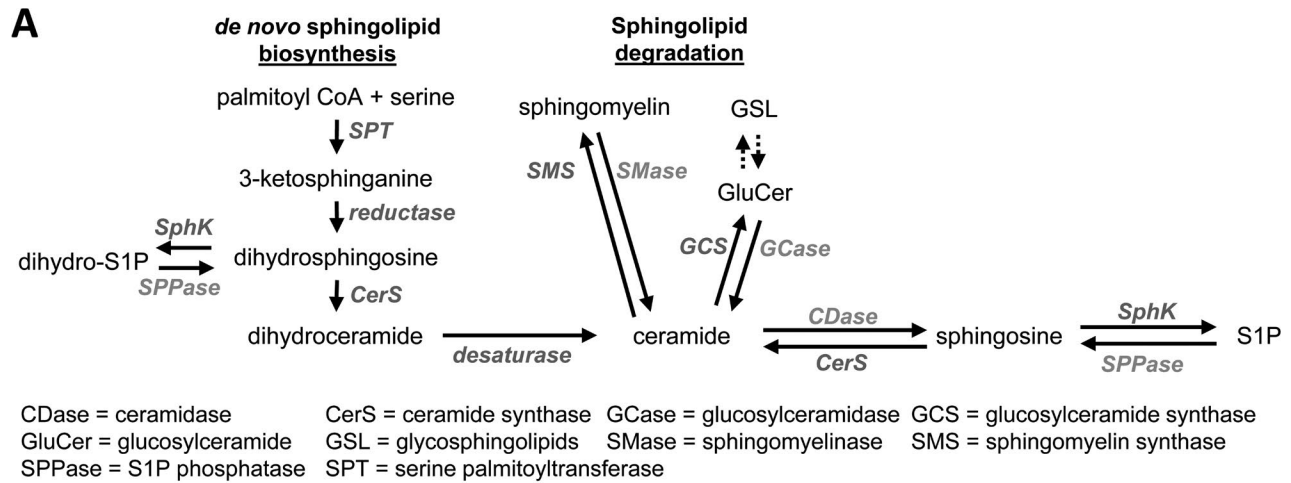 A
de novo sphingolipid
biosynthesis
palmitoyl CoA + serine
SPT
3-ketosphinganine
reductase
SphK
dihydro-S1P
SPPase
dihydrosphingosine
CerS
dihydroceramide
desaturase
Sphingolipid
degradation
sphingomyelin
GSL
SMS
SMase
GluCer
GCS
GCase
ceramide
CDase
CerS
sphingosine
SphK
SPPase
S1P
CDase = ceramidase
CerS = ceramide synthase
GCase = glucosylceramidase
GCS = glucosylceramide synthase
GluCer = glucosylceramide
GSL = glycosphingolipids
SMase = sphingomyelinase
SMS = sphingomyelin synthase
SPPase = S1P phosphatase
SPT = serine palmitoyltransferase